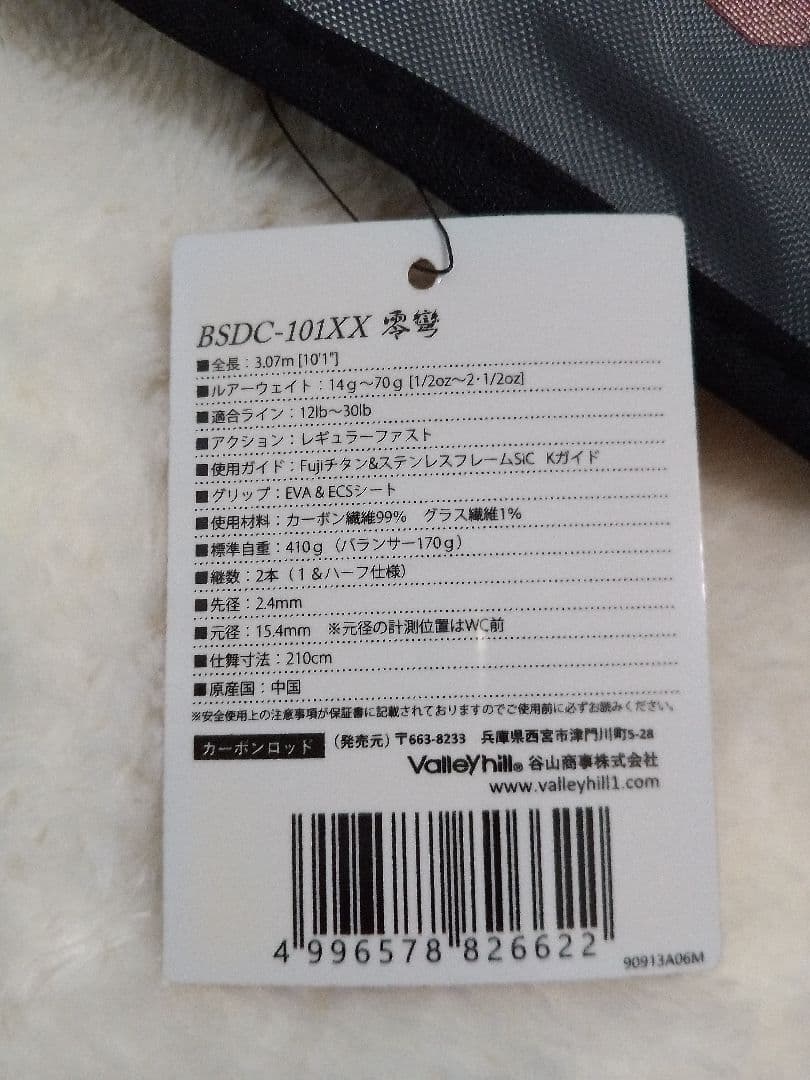 BSDC-101XX 零彎
■全長：3.07m [10'1"]
■ルアーウェイト：14g〜70g [1/2oz〜2･1/2oz]
■適合ライン：12lb〜30lb
■アクション：レギュラーファスト
■使用ガイド：Fujiチタン&ステンレスフレームSiC Kガイド
■グリップ：EVA & ECSシート
■使用材料：カーボン繊維99% グラス繊維1%
■標準自重：410g（バランサー170g）
■継数：2本（1＆ハーフ仕様）
■先径：2.4mm
■元径：15.4mm ※元径の計測位置はWC前
■仕舞寸法：210cm
■原産国：中国
※安全使用上の注意事項が保証書に記載されておりますのでご使用前に必ずお読みください。
カーボンロッド （発売元）〒663-8233 兵庫県西宮市津門川町5-28
Valleyhill® 谷山商事株式会社
www.valleyhill1.com
4 996578 826622
90913A06M